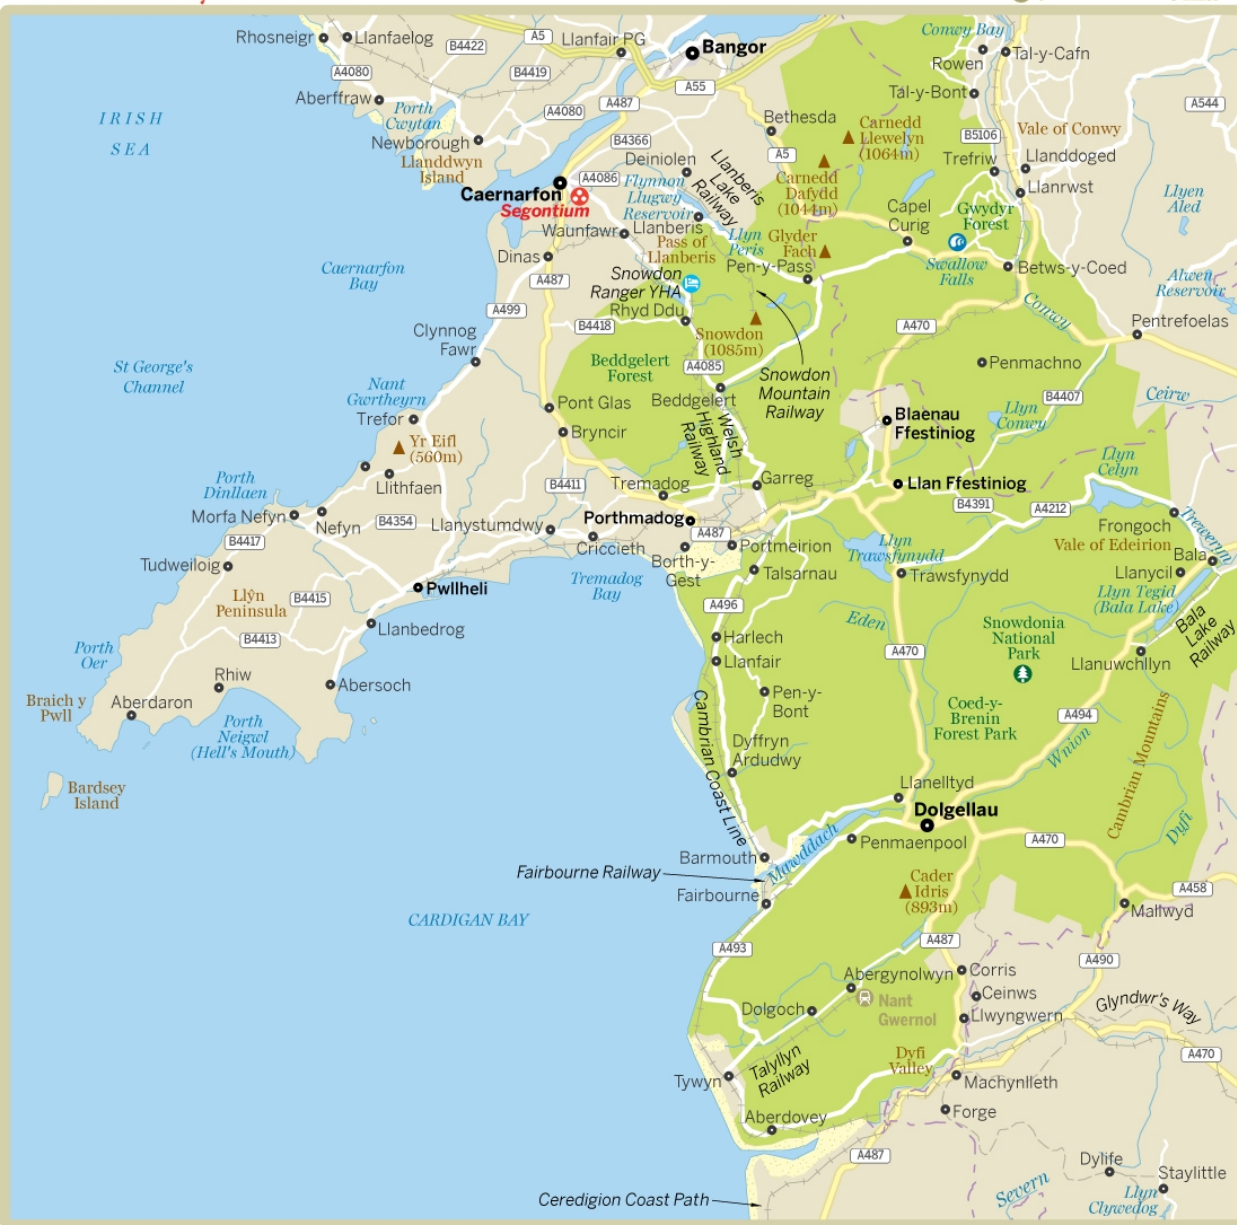 Rhosneigr
Llanfaelog
B4422
A5
Llanfair PG
Bangor
Conwy Bay
Rowen
Tal-y-Cafn
A4080
B4419
A55
Aberffraw
A487
A4080
Tal-y-Bont
A544
IRISH
SEA
Porth
Cwytan
Bethesda
Carnedd
Llewelyn
(1064m)
B5106
Vale of Conwy
Newborough
B4366
A5
Llanddwyn
Island
Deiniolen
Llanberis
Lake
Railway
Trefriw
Llanddoged
Carnedd
Dafydd
(1044m)
A4086
Caernarfon
Segontium
Flynnon
Llugwy
Reservoir
Llanrwst
Llyen
Aled
Capel
Curig
Gwydyr
Forest
Waunfawr
Llanberis
Pass of
Llanberis
Llyn
Peris
Glyder
Fach
Dinas
Pen-y-Pass
Swallow
Falls
Betws-y-Coed
Caernarfon
Bay
Snowdon
Ranger YHA
A487
Alwen
Reservoir
A499
Rhyd Ddu
Conwy
Pentrefoelas
B4418
Snowdon
(1085m)
A470
Clynnog
Fawr
St George's
Channel
Beddgelert
Forest
A4085
Snowdon
Mountain
Railway
Penmachno
Nant
Gwrtheyrn
Beddgelert
B4407
Ceirw
Trefor
Pont Glas
Blaenau
Ffestiniog
Llyn
Conwy
Bryncir
Welsh
Highland
Railway
Yr Eifl
(560m)
Llyn
Celyn
Llithfaen
Porth
Dinllaen
B4411
Tremadog
Garreg
Llan Ffestiniog
Morfa Nefyn
Nefyn
B4354
Llanystumdwy
Porthmadog
B4391
A4212
Frongoch
Treweryn
B4417
A487
Criccieth
Borth-y-
Gest
Portmeirion
Llyn
Trawsfynydd
Vale of Edeirion
Bala
Tudweiliog
Tremadog
Bay
Talsarnau
Trawsfynydd
Llanycil
Pwllheli
Llŷn
Peninsula
B4415
A496
Llyn Tegid
(Bala Lake)
Bala
Lake
Railway
Llanbedrog
Eden
Snowdonia
National
Park
B4413
Harlech
Porth
Oer
Llanfair
A470
Llanuwchllyn
Rhiw
Abersoch
Braich y
Pwll
Aberdaron
Pen-y-
Bont
Coed-y-
Brenin
Forest Park
A494
Porth
Neigwl
(Hell's Mouth)
Cambrian Coast Line
Cambrian Mountains
Dyffryn
Ardudwy
Wnion
Bardsey
Island
Llanelltyd
Dolgellau
Dyfi
Penmaenpool
A470
Mawddach
Barmouth
Fairbourne Railway
Cader
Idris
(893m)
A458
Fairbourne
CARDIGAN BAY
Mallwyd
A493
A487
A490
Abergynolwyn
Corris
Ceinws
Nant
Gwernol
Dolgoch
Llwyngwern
Glyndwr's Way
Talyllyn
Railway
Dyfi
Valley
A470
Tywyn
Machynlleth
Aberdovey
Forge
A487
Dylife
Staylittle
Severn
Llyn
Clywedog
Ceredigion Coast Path